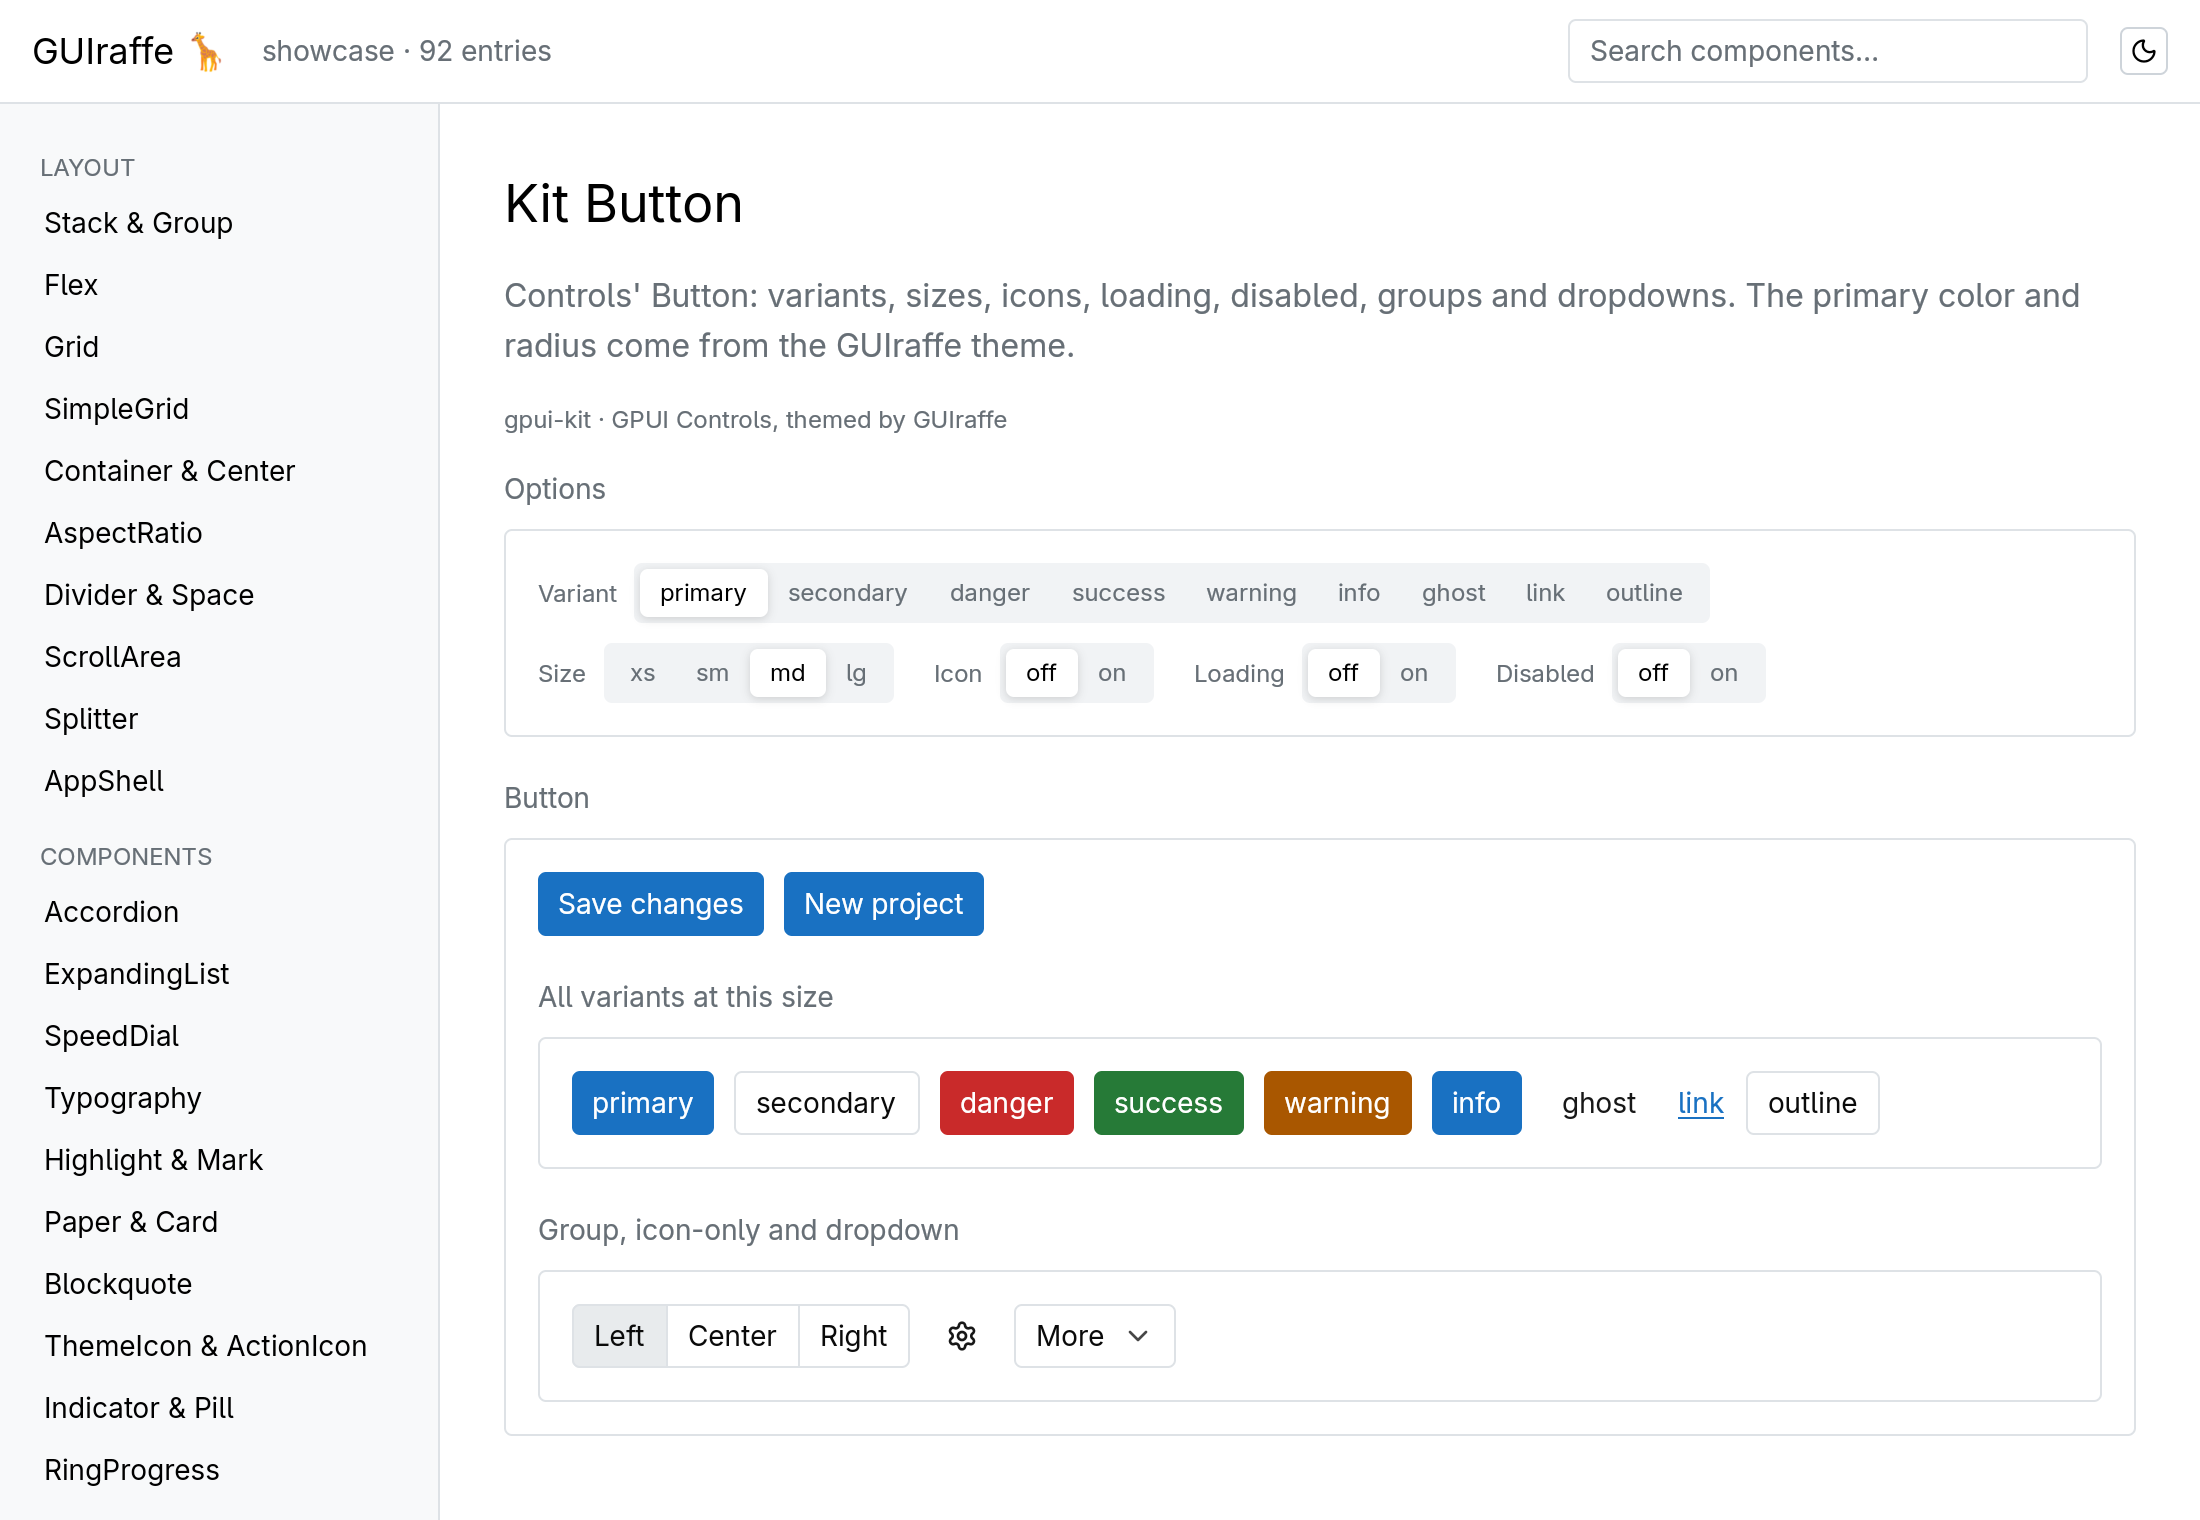 GUIraffe 🦒 showcase · 92 entries
Search components...
LAYOUT
Stack & Group
Flex
Grid
SimpleGrid
Container & Center
AspectRatio
Divider & Space
ScrollArea
Splitter
AppShell
COMPONENTS
Accordion
ExpandingList
SpeedDial
Typography
Highlight & Mark
Paper & Card
Blockquote
ThemeIcon & ActionIcon
Indicator & Pill
RingProgress
Kit Button
Controls' Button: variants, sizes, icons, loading, disabled, groups and dropdowns. The primary color and
radius come from the GUIraffe theme.
gpui-kit · GPUI Controls, themed by GUIraffe
Options
Variant primary secondary danger success warning info ghost link outline
Size xs sm md lg Icon off on Loading off on Disabled off on
Button
Save changes New project
All variants at this size
primary secondary danger success warning info ghost link outline
Group, icon-only and dropdown
Left Center Right More